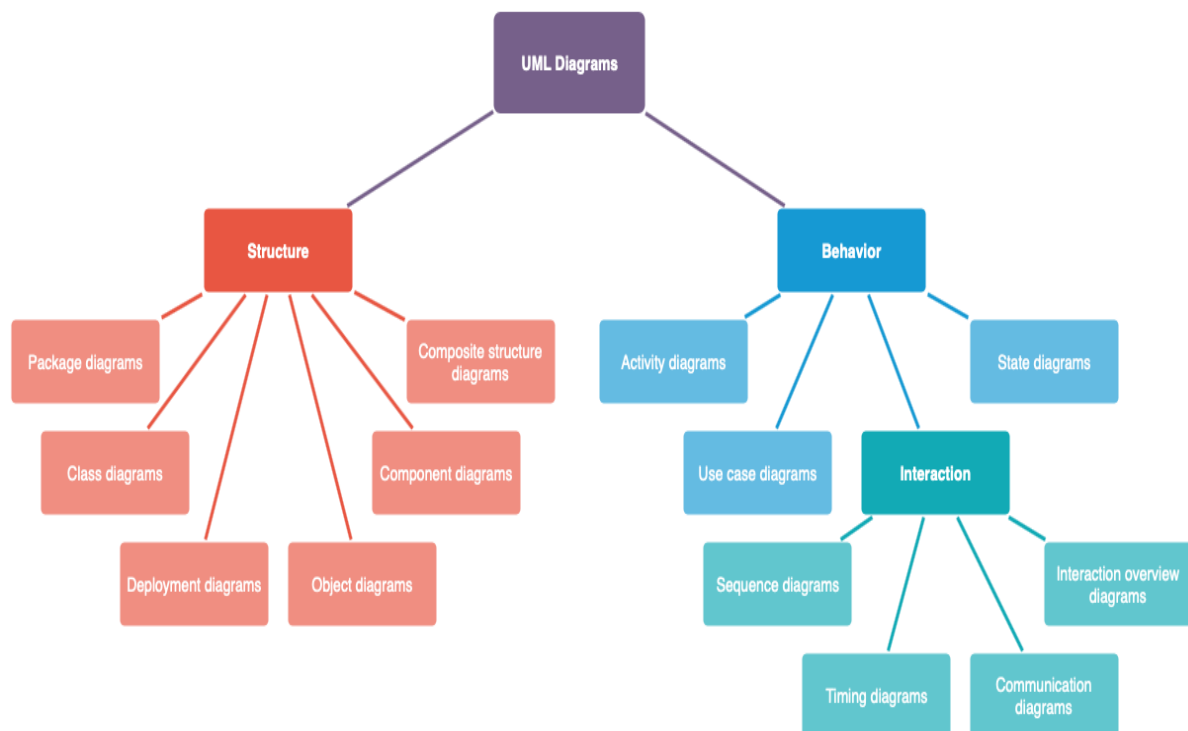 UML Diagrams
Structure
Behavior
Package diagrams
Composite structure
diagrams
Activity diagrams
State diagrams
Class diagrams
Component diagrams
Use case diagrams
Interaction
Deployment diagrams
Object diagrams
Sequence diagrams
Interaction overview
diagrams
Timing diagrams
Communication
diagrams